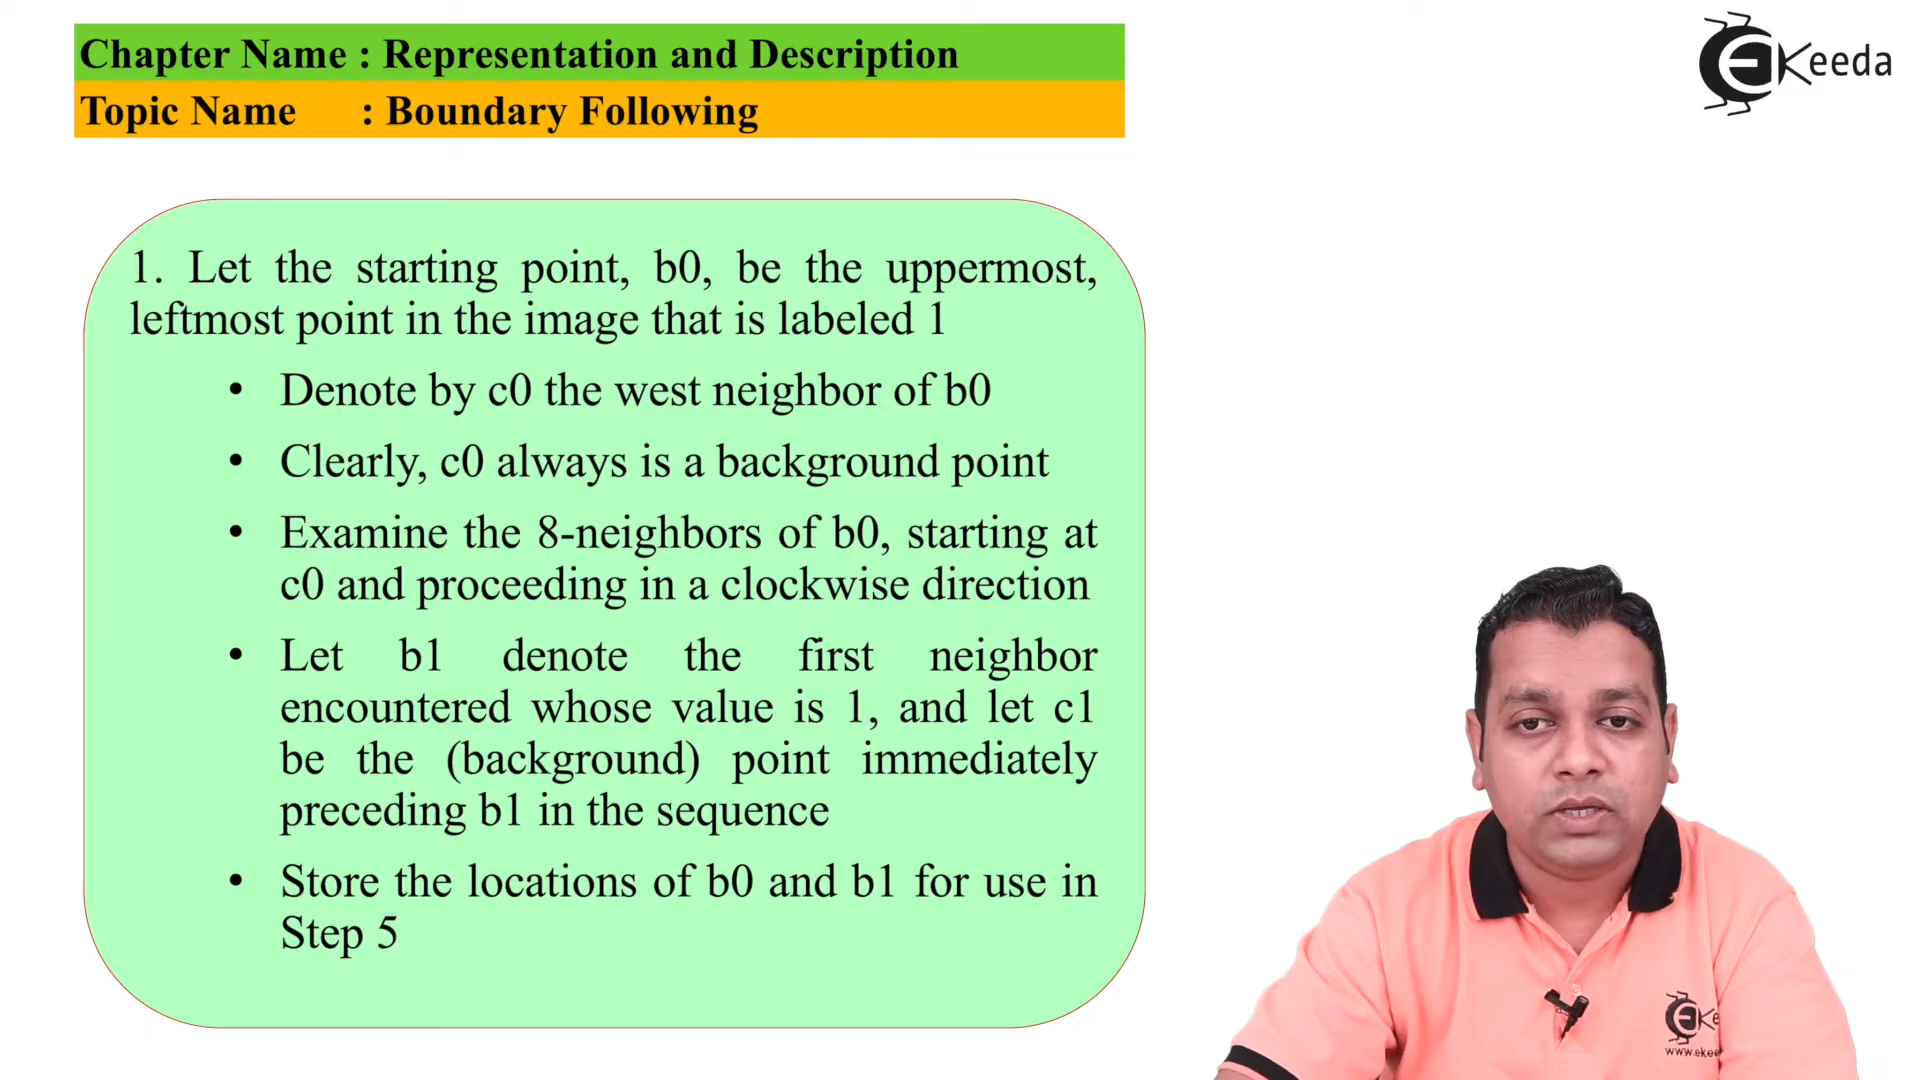 Chapter Name : Representation and Description
Topic Name : Boundary Following
EKeeda
1. Let the starting point, b0, be the uppermost,
leftmost point in the image that is labeled 1
• Denote by c0 the west neighbor of b0
• Clearly, c0 always is a background point
• Examine the 8-neighbors of b0, starting at
c0 and proceeding in a clockwise direction
• Let b1 denote the first neighbor
encountered whose value is 1, and let c1
be the (background) point immediately
preceding b1 in the sequence
• Store the locations of b0 and b1 for use in
Step 5
EKe
www.ekee